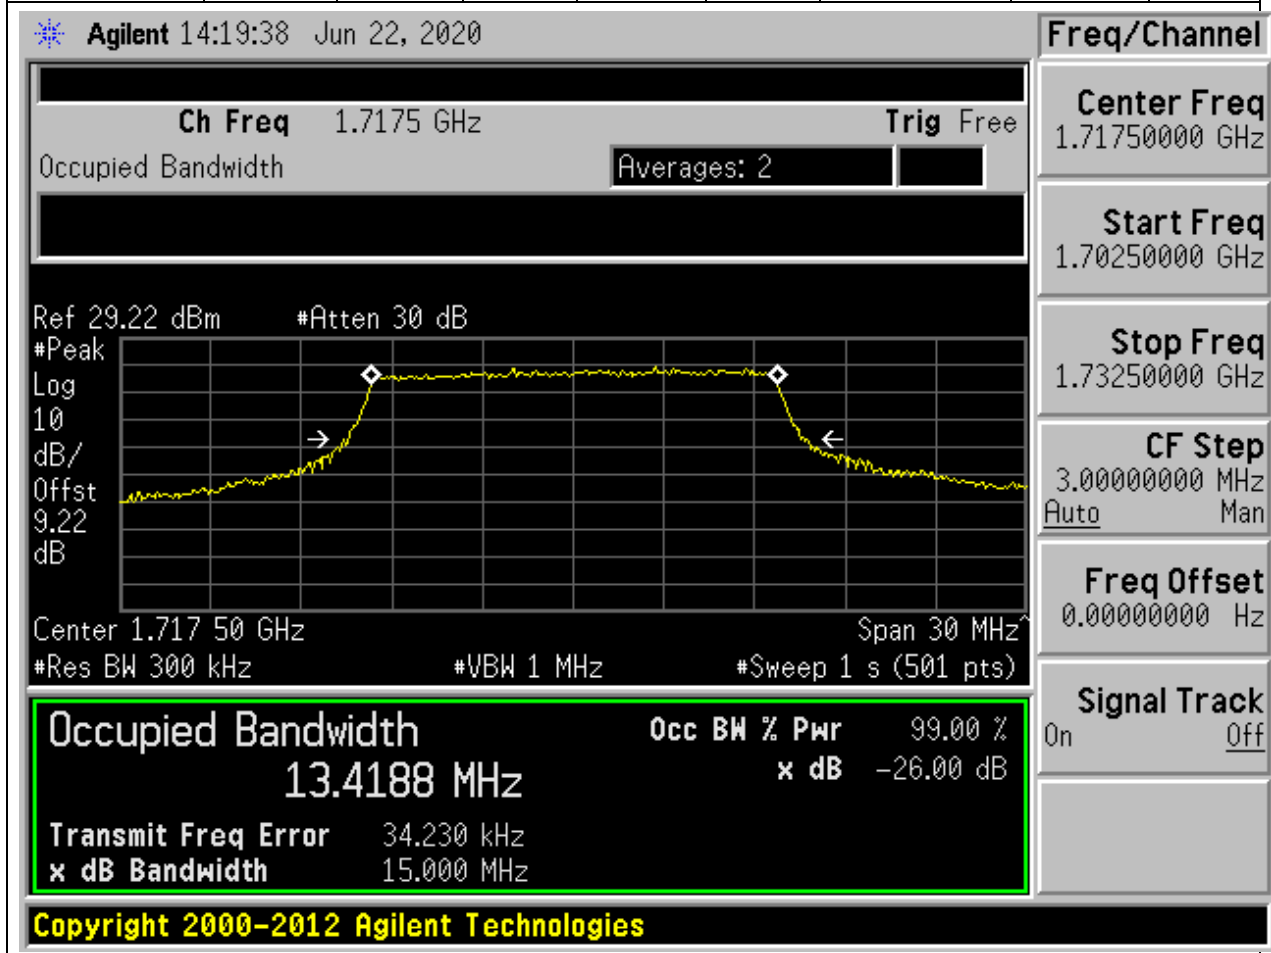 Agilent 14:19:38 Jun 22, 2020
Freq/Channel
Ch Freq 1.7175 GHz Trig Free
Occupied Bandwidth Averages: 2
Center Freq
1.71750000 GHz
Start Freq
1.70250000 GHz
Stop Freq
1.73250000 GHz
CF Step
3.00000000 MHz
Auto Man
Freq Offset
0.00000000 Hz
Signal Track
On Off
Ref 29.22 dBm #Atten 30 dB
#Peak
Log
10
dB/
Offst
9.22
dB
Center 1.717 50 GHz Span 30 MHz^
#Res BW 300 kHz #VBW 1 MHz #Sweep 1 s (501 pts)
Occupied Bandwidth Occ BW % Pwr 99.00 %
13.4188 MHz x dB -26.00 dB
Transmit Freq Error 34.230 kHz
x dB Bandwidth 15.000 MHz
Copyright 2000-2012 Agilent Technologies